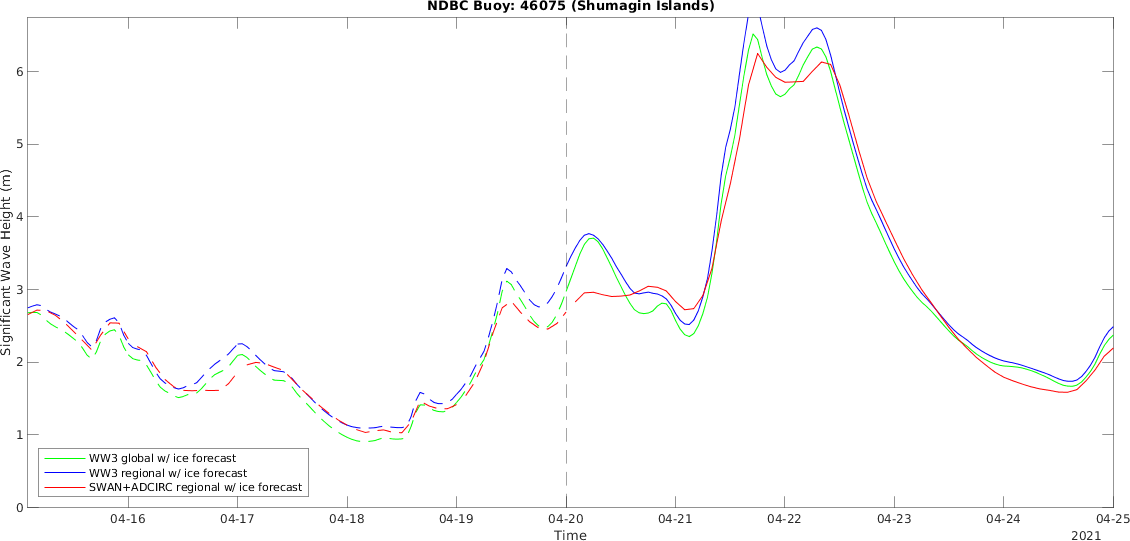 NDBC Buoy: 46075 (Shumagin Islands)
Significant Wave Height (m)
6
5
4
3
2
1
0
WW3 global w/ ice forecast
WW3 regional w/ ice forecast
SWAN+ADCIRC regional w/ ice forecast
04-16 04-17 04-18 04-19 04-20 04-21 04-22 04-23 04-24 04-25
Time
2021